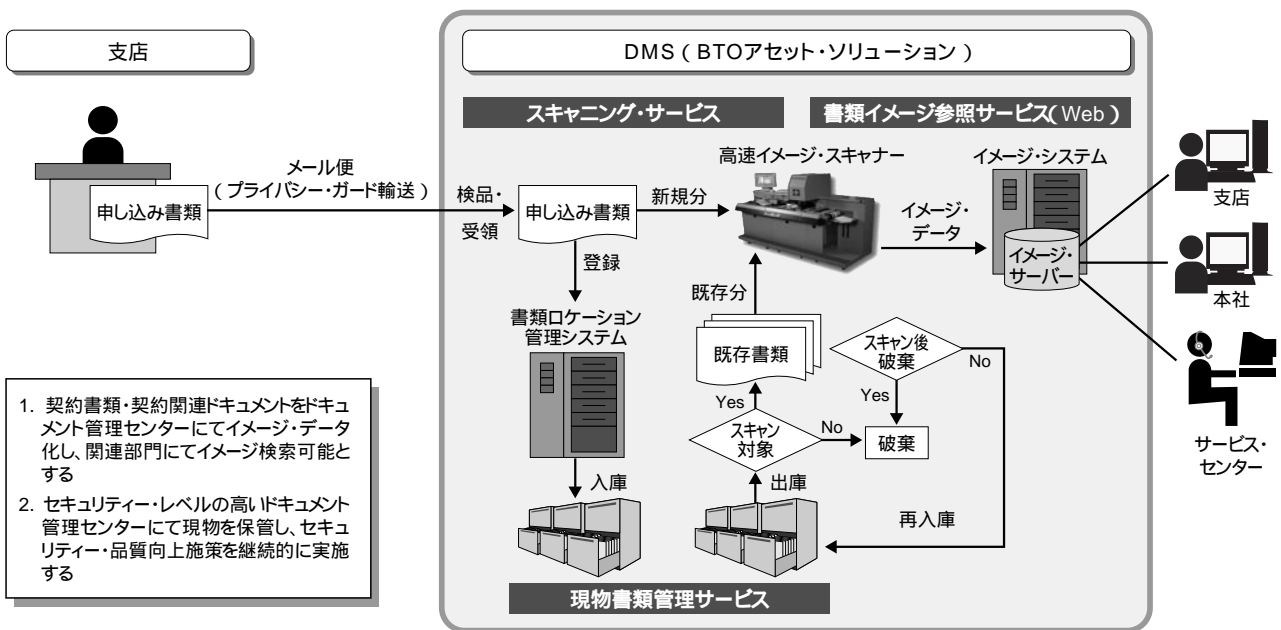 支店
DMS ( BTOアセット・ソリューション )
スキャニング・サービス
書類イメージ参照サービス( Web )
メール便
( プライバシー・ガード輸送 )
申し込み書類
検品・
受領
申し込み書類
新規分
高速イメージ・スキャナー
イメージ・
データ
イメージ・システム
イメージ・
サーバー
支店
本社
サービス・
センター
登録
書類ロケーション
管理システム
入庫
既存分
既存書類
Yes
スキャン
対象
No
破棄
スキャン後
破棄
Yes
No
出庫
再入庫
現物書類管理サービス
1. 契約書類・契約関連ドキュメントをドキュ
メント管理センターにてイメージ・データ
化し、関連部門にてイメージ検索可能と
する
2. セキュリティー・レベルの高いドキュメント
管理センターにて現物を保管し、セキュ
リティー・品質向上施策を継続的に実施
する